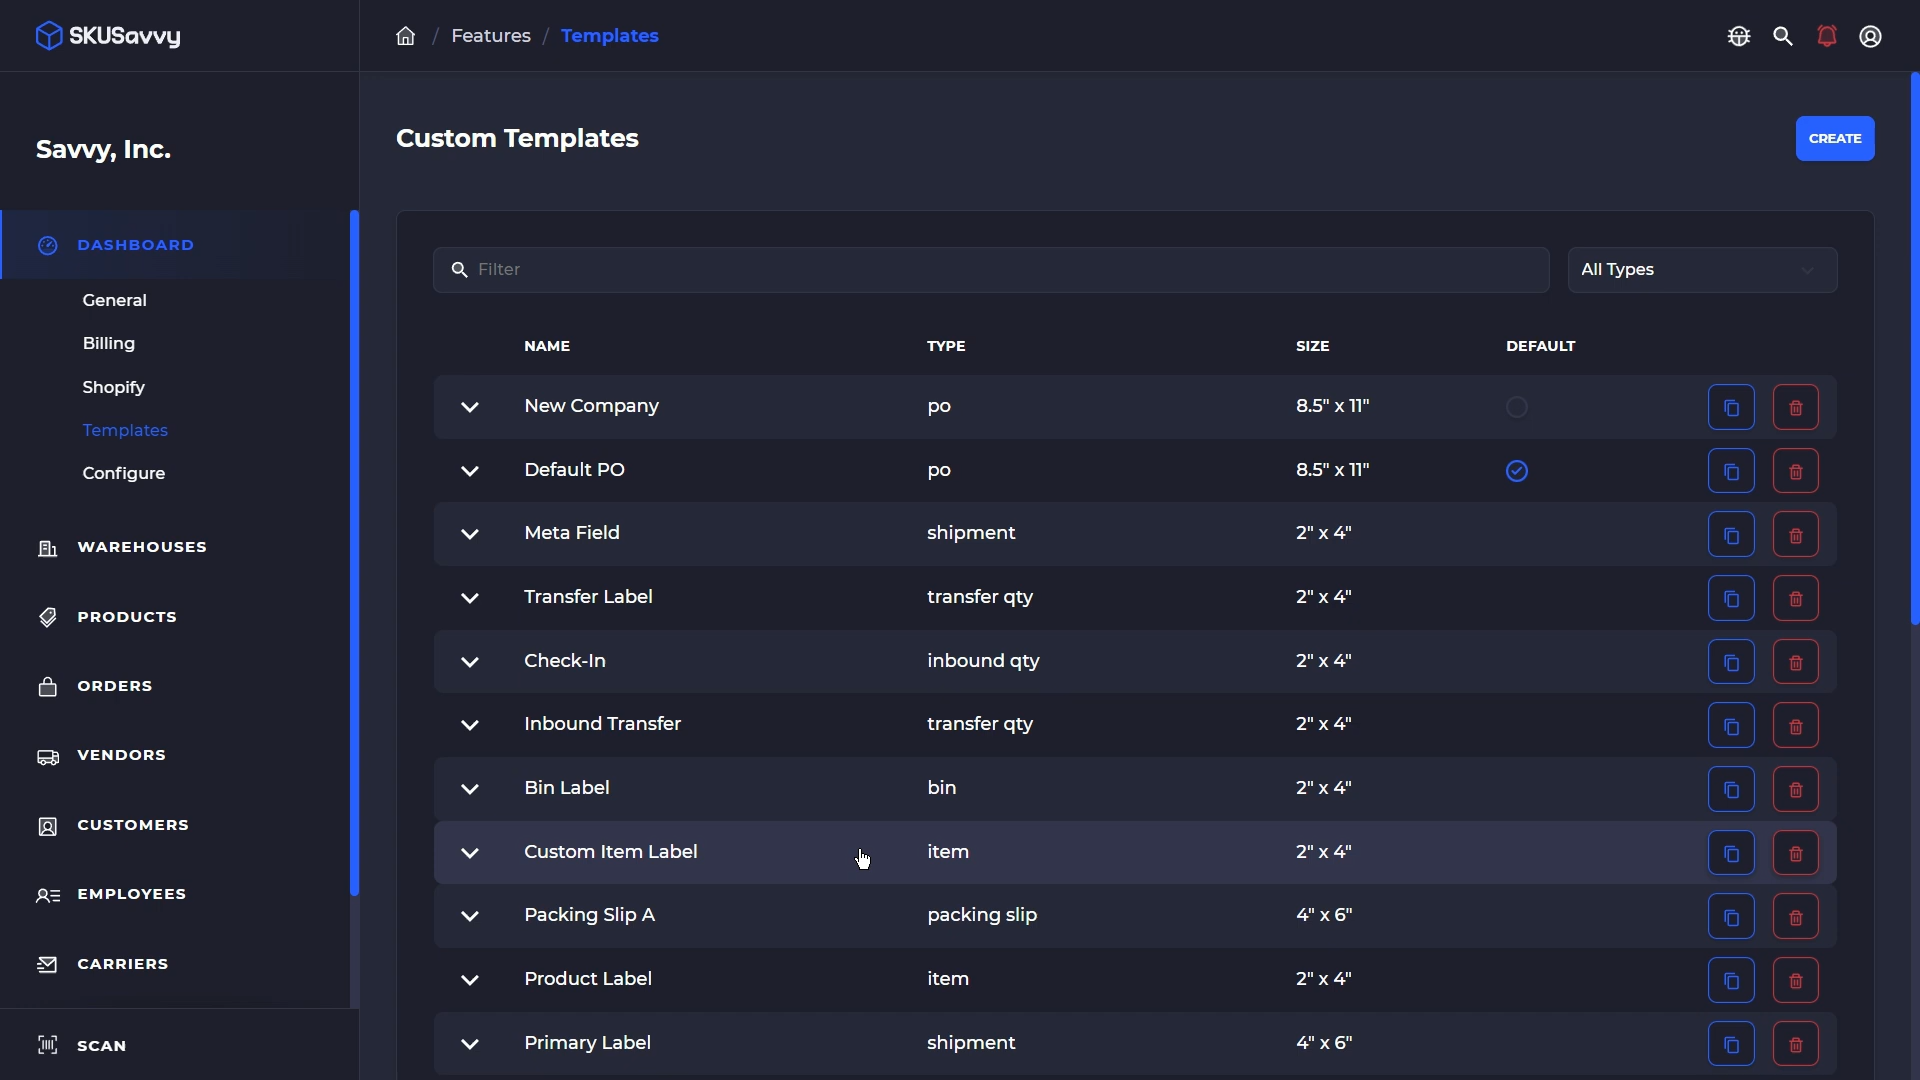 SKUSavvy
/ Features / Templates
Savvy, Inc.
DASHBOARD
General
Billing
Shopify
Templates
Configure
WAREHOUSES
PRODUCTS
ORDERS
VENDORS
CUSTOMERS
EMPLOYEES
CARRIERS
SCAN
Custom Templates
CREATE
Filter
All Types
NAME TYPE SIZE DEFAULT
New Company po 8.5" x 11"
Default PO po 8.5" x 11"
Meta Field shipment 2" x 4"
Transfer Label transfer qty 2" x 4"
Check-In inbound qty 2" x 4"
Inbound Transfer transfer qty 2" x 4"
Bin Label bin 2" x 4"
Custom Item Label item 2" x 4"
Packing Slip A packing slip 4" x 6"
Product Label item 2" x 4"
Primary Label shipment 4" x 6"